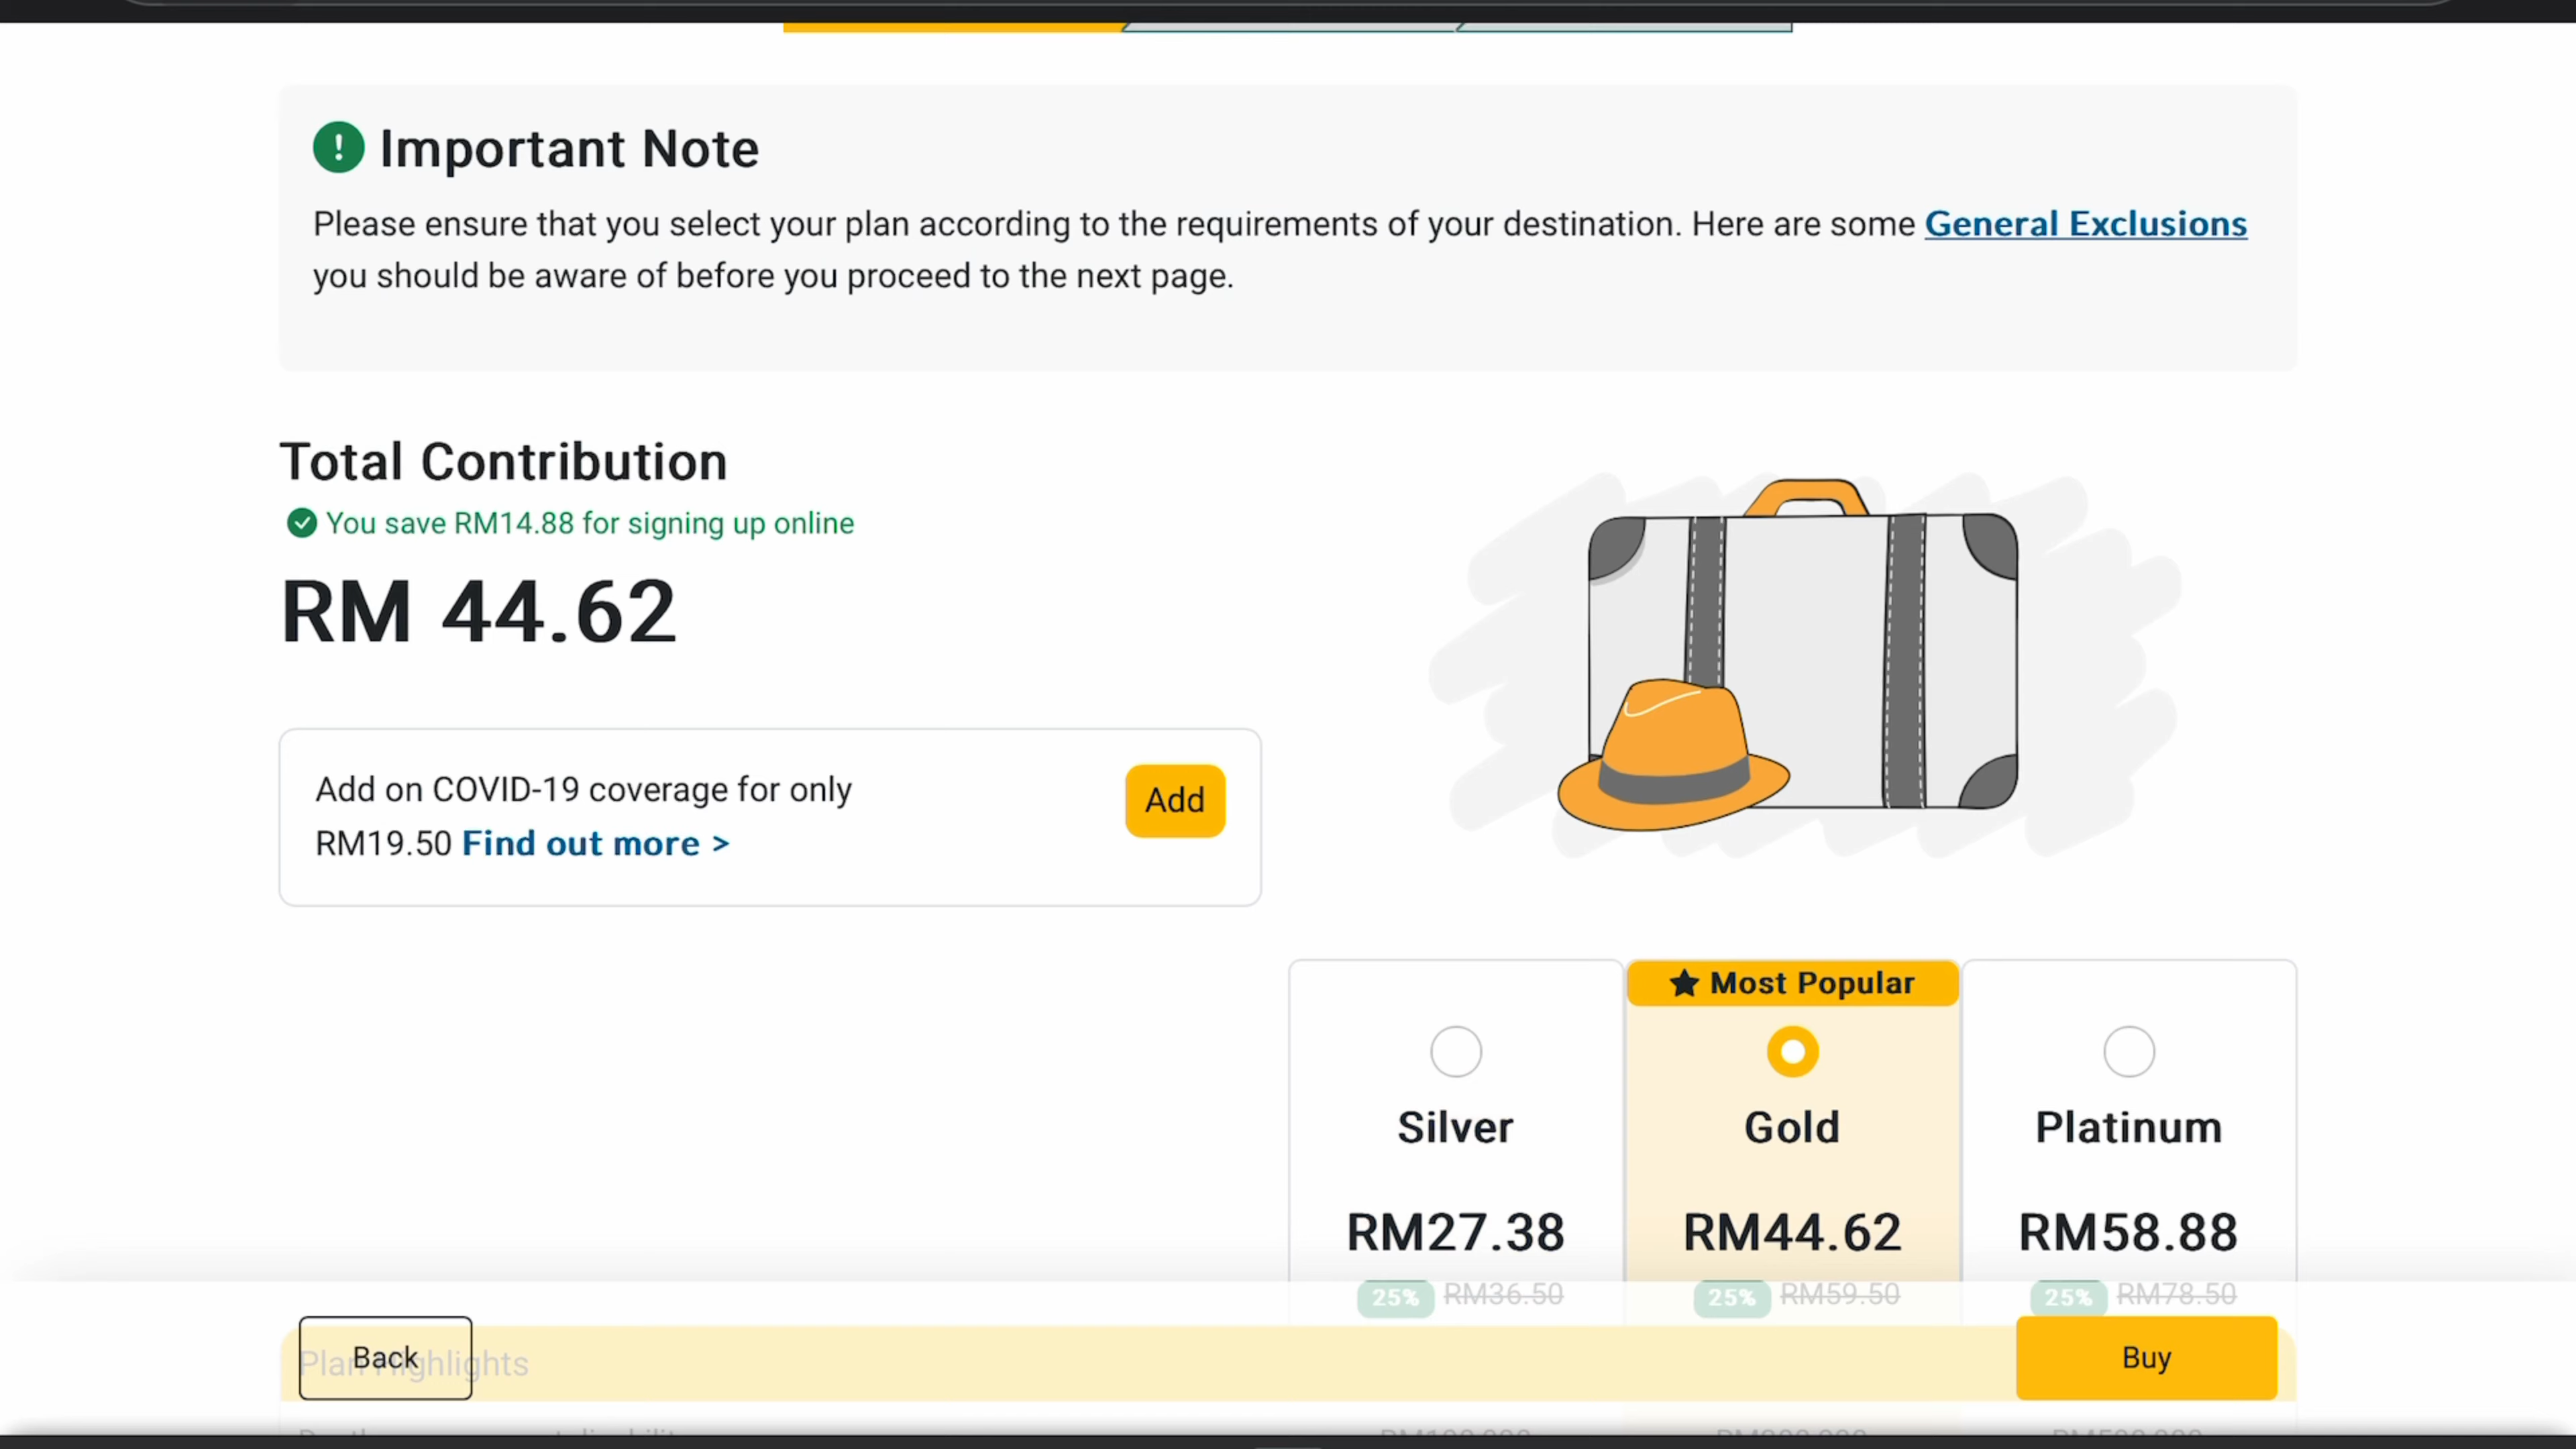 Important Note
Please ensure that you select your plan according to the requirements of your destination. Here are some General Exclusions
you should be aware of before you proceed to the next page.
Total Contribution
You save RM14.88 for signing up online
RM 44.62
Add on COVID-19 coverage for only
RM19.50 Find out more >
Add
Most Popular
Silver
Gold
Platinum
RM27.38
RM44.62
RM58.88
25% RM36.50
25% RM59.50
25% RM78.50
Back
Plan Highlights
Buy